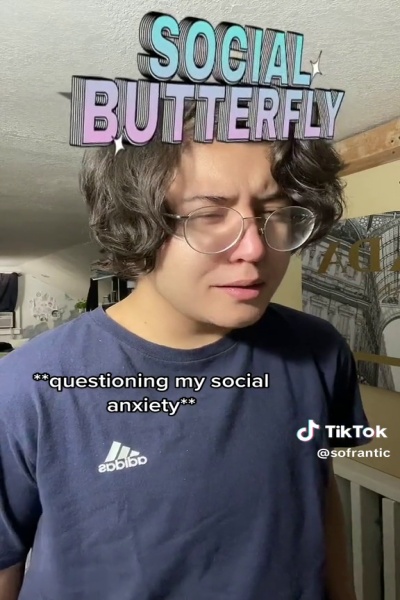 SOCIAL
BUTTERFLY
**questioning my social
anxiety**
adidas
TikTok
@sofrantic